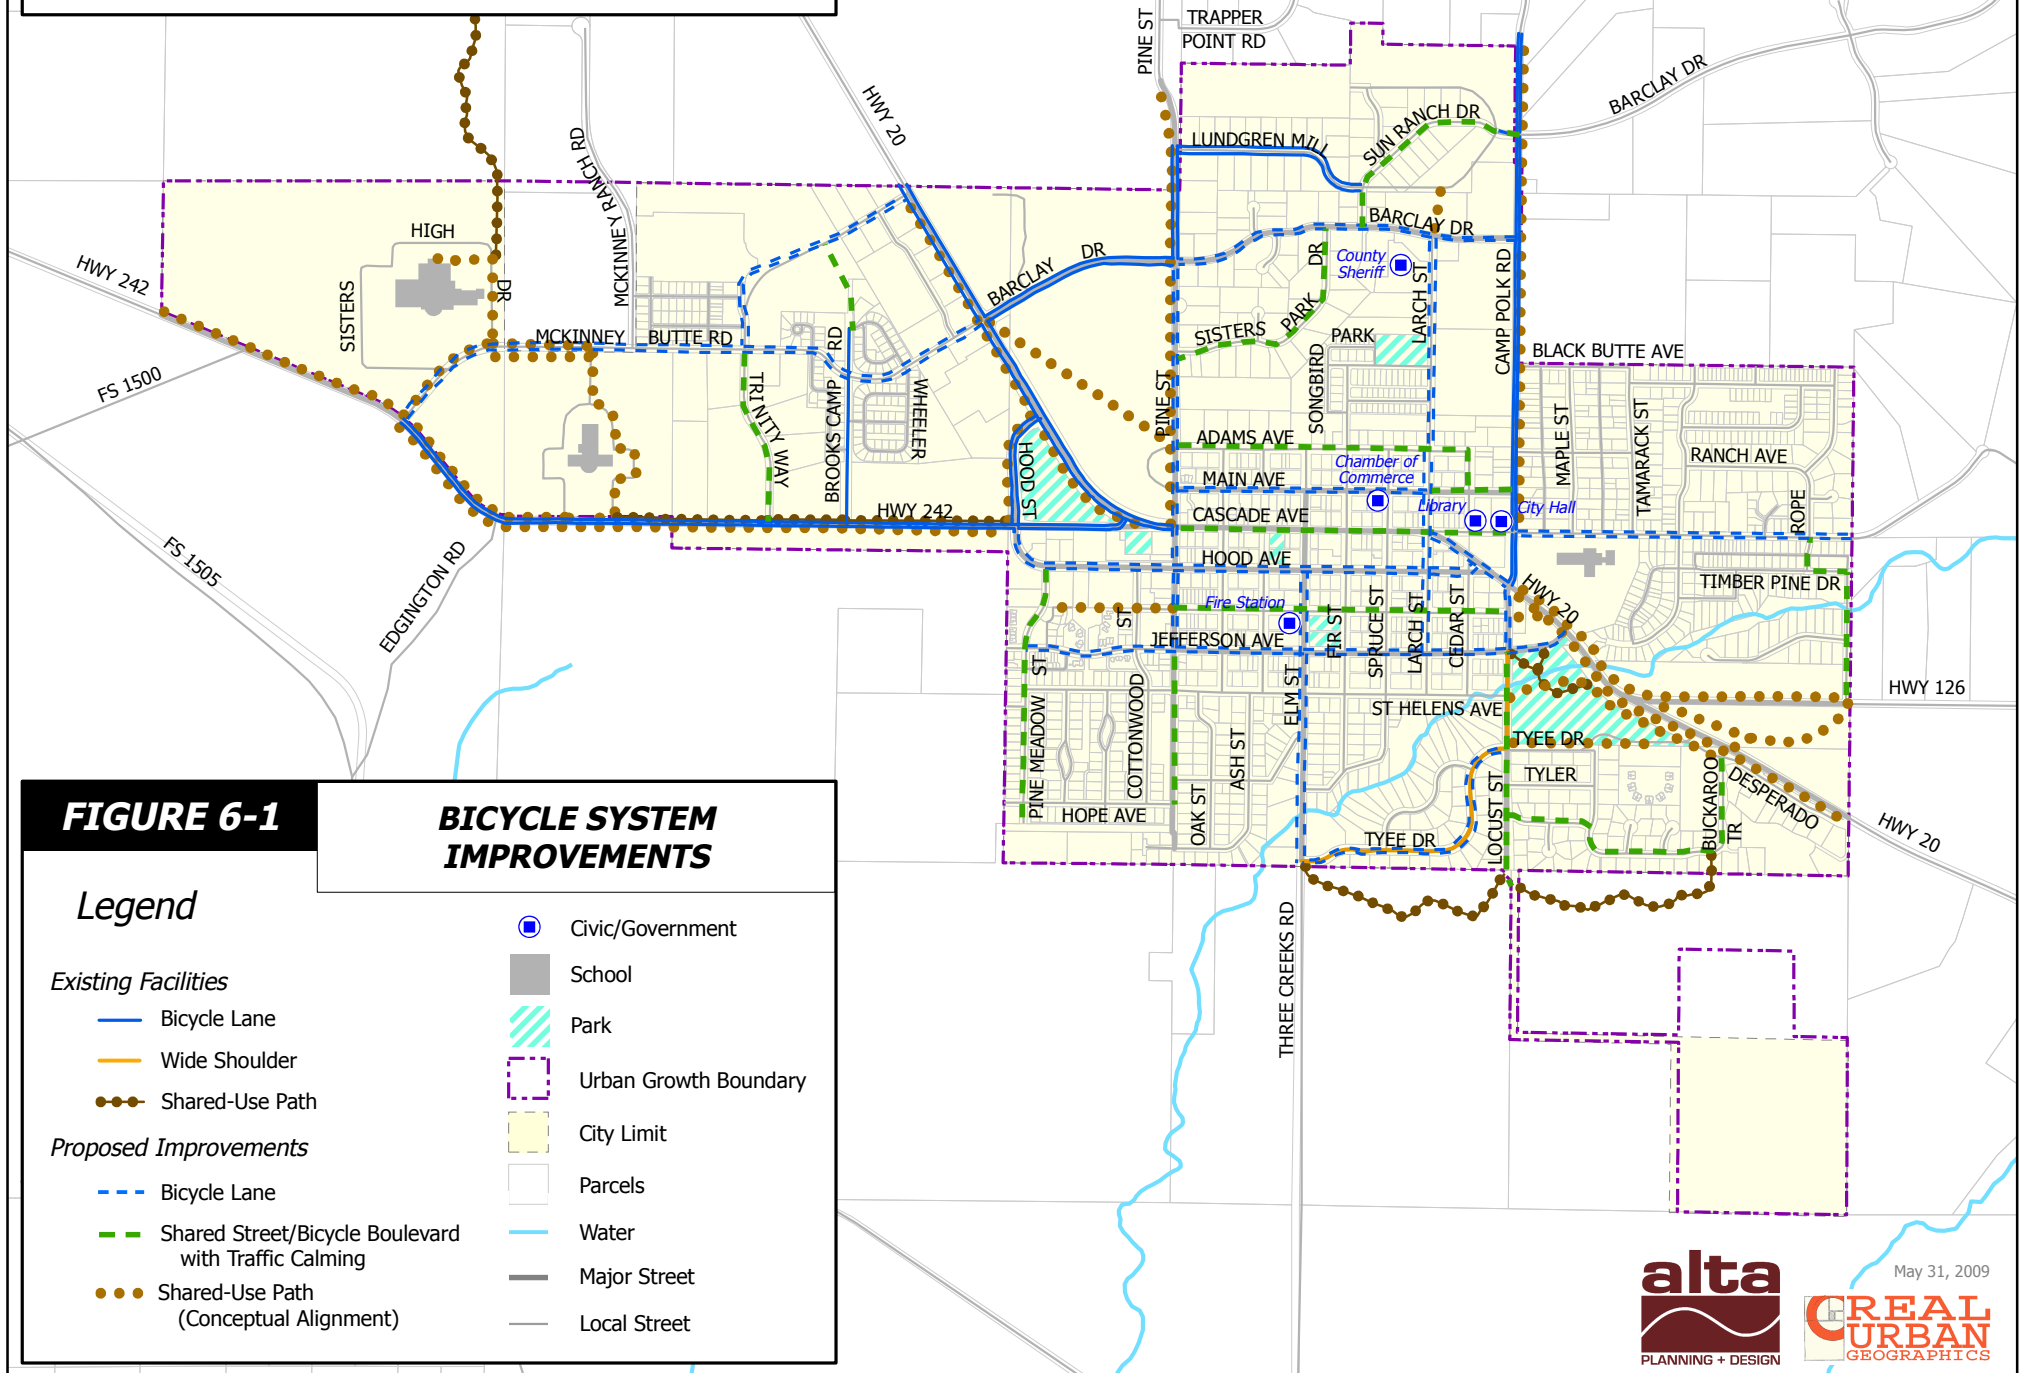 TRAPPER
POINT RD
PINE ST
BARCLAY DR
HWY 20
LUNDGREN MILL
SUN RANCH DR
MCKINNEY RANCH RD
HIGH
DR
SISTERS
HWY 242
BARCLAY DR
BARCLAY DR
County
Sheriff
LARCH ST
CAMP POLK RD
SISTERS PARK DR
PARK
SONGBIRD
MCKINNEY BUTTE RD
BLACK BUTTE AVE
FS 1500
TRINITY WAY
BROOKS CAMP RD
WHEELER
PINE ST
MAPLE ST
TAMARACK ST
ADAMS AVE
RANCH AVE
HOOD ST
Chamber of
Commerce
MAIN AVE
Library
City Hall
ROPE
HWY 242
CASCADE AVE
FS 1505
EDGINGTON RD
HOOD AVE
HWY 20
TIMBER PINE DR
Fire Station
ST
JEFFERSON AVE
FIR ST
SPRUCE ST
LARCH ST
CEDAR ST
PINE MEADOW ST
COTTONWOOD
ELM ST
ST HELENS AVE
HWY 126
ASH ST
TYEE DR
TYLER
BUCKAROO
TR
DESPERADO
HOPE AVE
OAK ST
TYEE DR
LOCUST ST
HWY 20
THREE CREEKS RD
FIGURE 6-1
BICYCLE SYSTEM
IMPROVEMENTS
Legend
Existing Facilities
Bicycle Lane
Wide Shoulder
Shared-Use Path
Proposed Improvements
Bicycle Lane
Shared Street/Bicycle Boulevard
with Traffic Calming
Shared-Use Path
(Conceptual Alignment)
Civic/Government
School
Park
Urban Growth Boundary
City Limit
Parcels
Water
Major Street
Local Street
alta
PLANNING + DESIGN
May 31, 2009
REAL
URBAN
GEOGRAPHICS